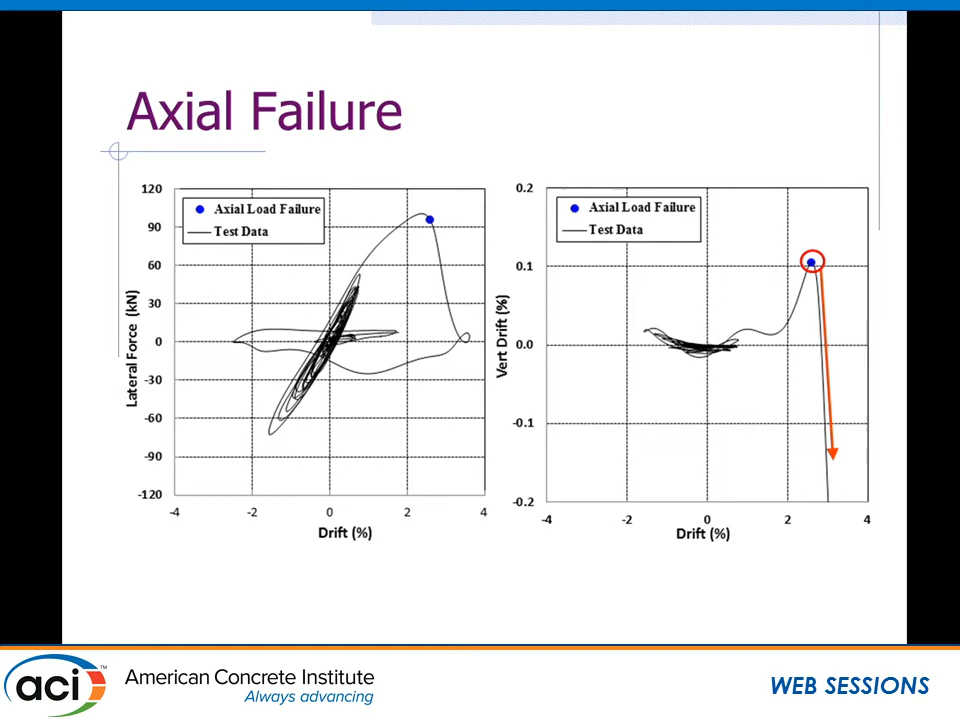 Axial Failure
120
90
60
30
0
-30
-60
-90
-120
Lateral Force (kN)
Axial Load Failure
Test Data
-4 -2 0 2 4
Drift (%)
0.2
0.1
0.0
-0.1
-0.2
Vert Drift (%)
Axial Load Failure
Test Data
-4 -2 0 2 4
Drift (%)
aci™
American Concrete Institute
Always advancing
WEB SESSIONS